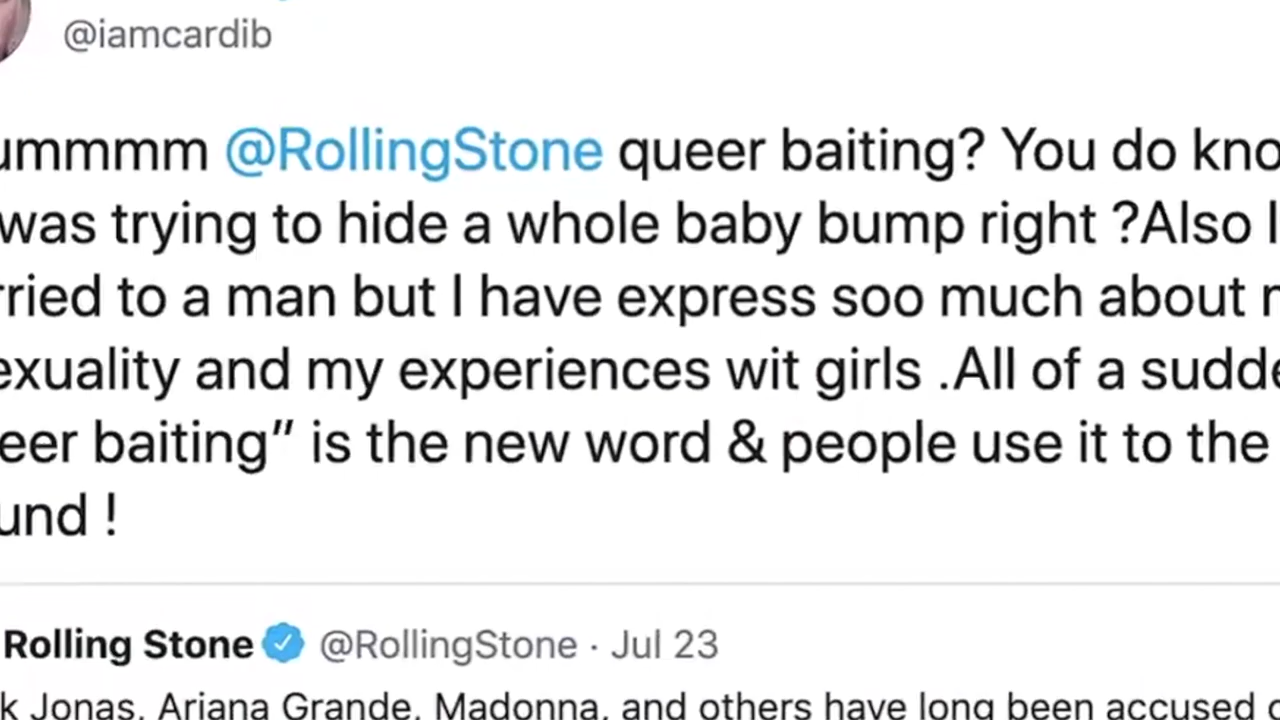 @iamcardib
ummmm @RollingStone queer baiting? You do kno
was trying to hide a whole baby bump right ?Also I
rried to a man but I have express soo much about
exuality and my experiences wit girls .All of a sudde
eer baiting” is the new word & people use it to the
und !
Rolling Stone @RollingStone · Jul 23
k Jonas, Ariana Grande, Madonna, and others have long been accused o